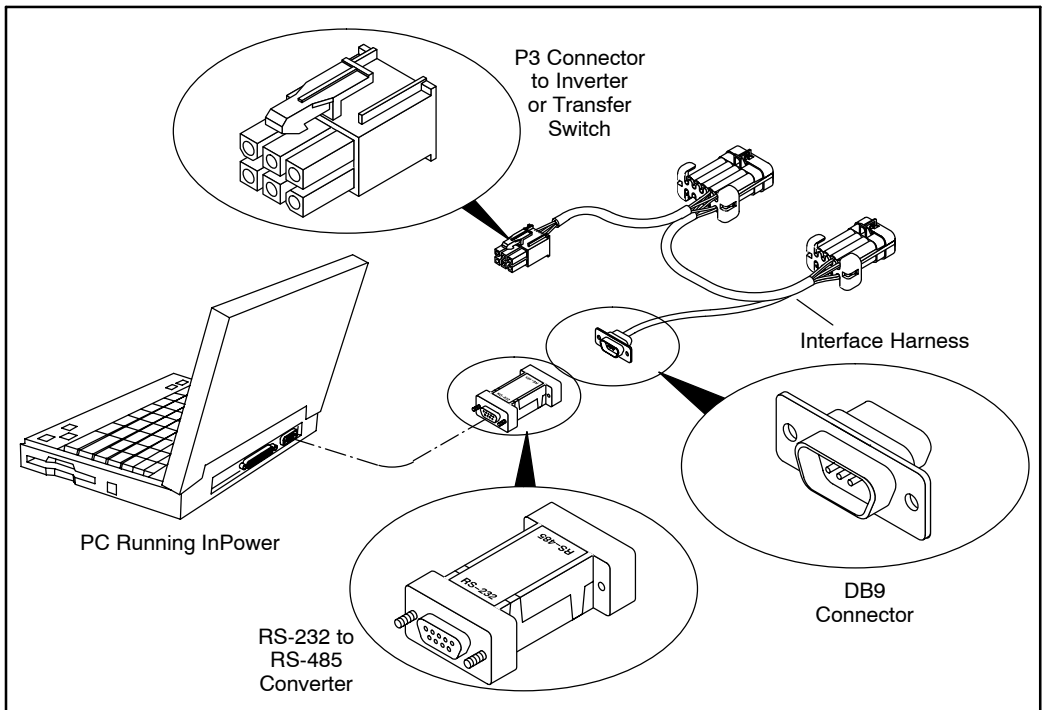 P3 Connector
to Inverter
or Transfer
Switch
Interface Harness
PC Running InPower
RS-485
RS-232
RS-232 to
RS-485
Converter
DB9
Connector